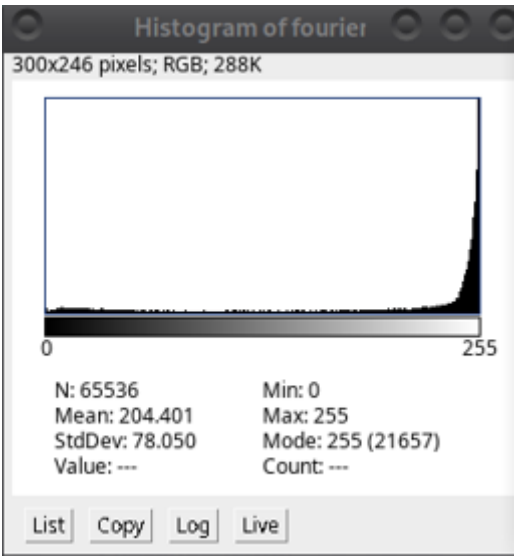 Histogram of fourier
300x246 pixels; RGB; 288K
0 255
N: 65536 Min: 0
Mean: 204.401 Max: 255
StdDev: 78.050 Mode: 255 (21657)
Value: --- Count: ---
List Copy Log Live